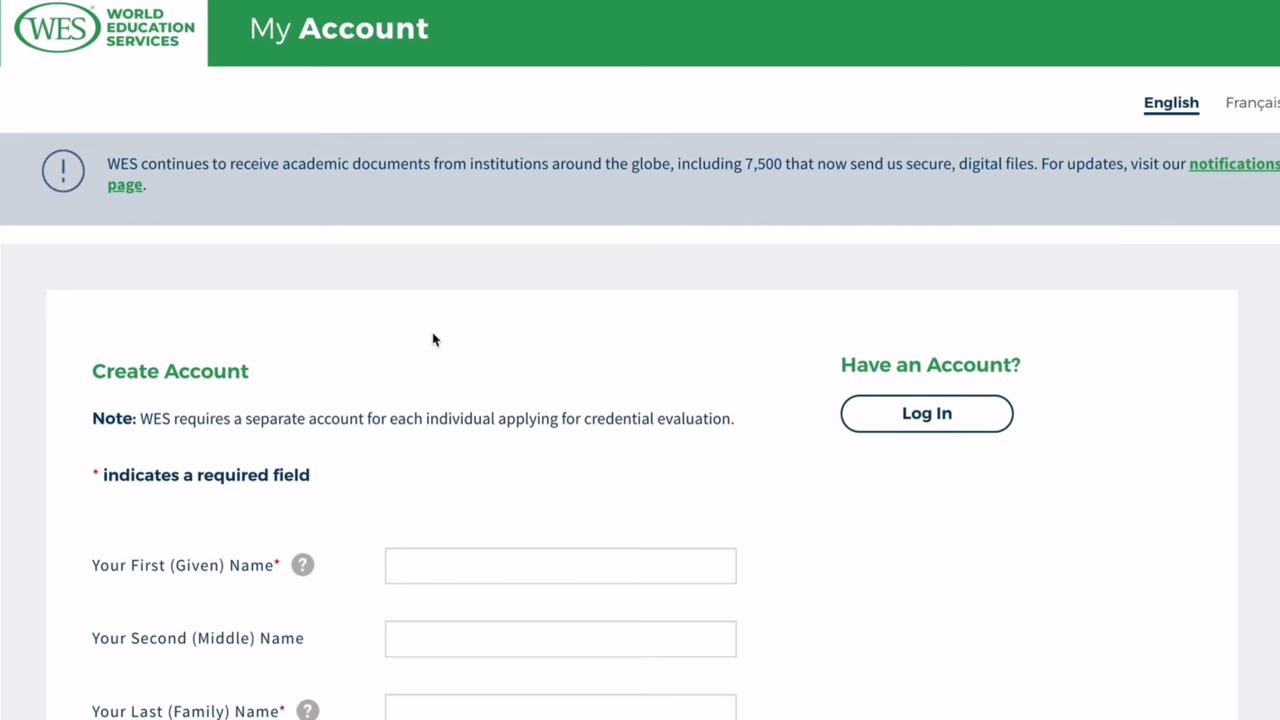 WES WORLD
EDUCATION
SERVICES
My Account
English Françai
WES continues to receive academic documents from institutions around the globe, including 7,500 that now send us secure, digital files. For updates, visit our notifications
page.
Create Account
Have an Account?
Log In
Note: WES requires a separate account for each individual applying for credential evaluation.
* indicates a required field
Your First (Given) Name* ?
Your Second (Middle) Name
Your Last (Family) Name* ?